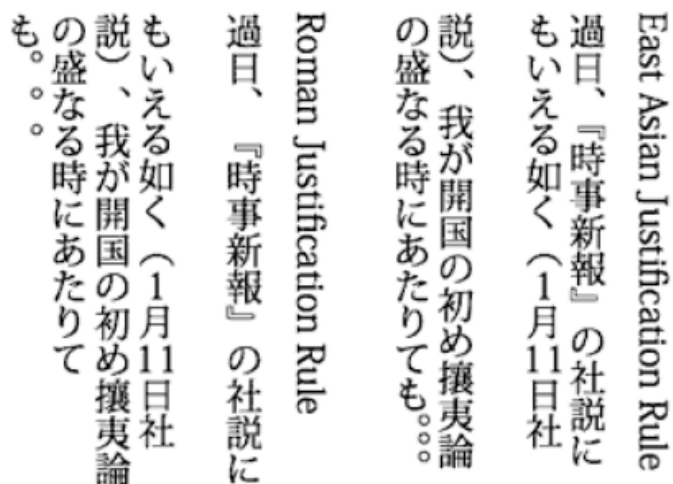 East Asian Justification Rule
過日、『時事新報』の社説に
もいえる如く（1月11日社
説）、我が開国の初め攘夷論
の盛なる時にあたりても。。。
Roman Justification Rule
過日、『時事新報』の社説に
もいえる如く（1月11日社
説）、我が開国の初め攘夷論
の盛なる時にあたりて
も。。。